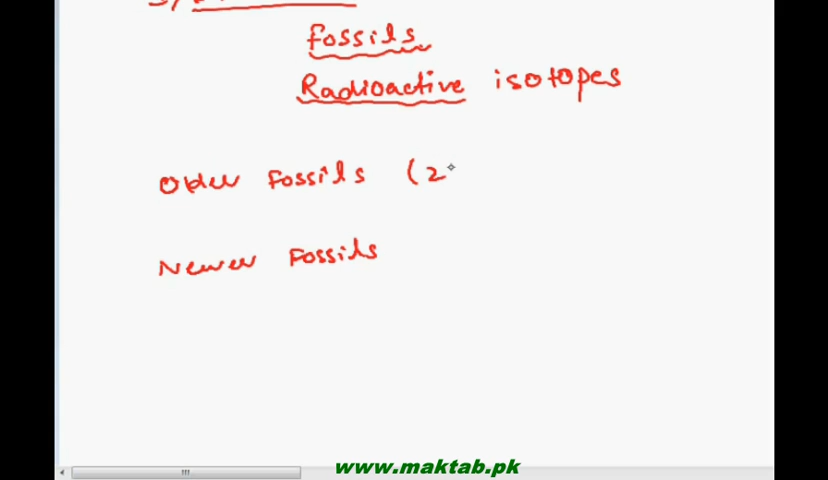 Fossils
Radioactive isotopes
Older Fossils (2
Newer Fossils
www.maktab.pk